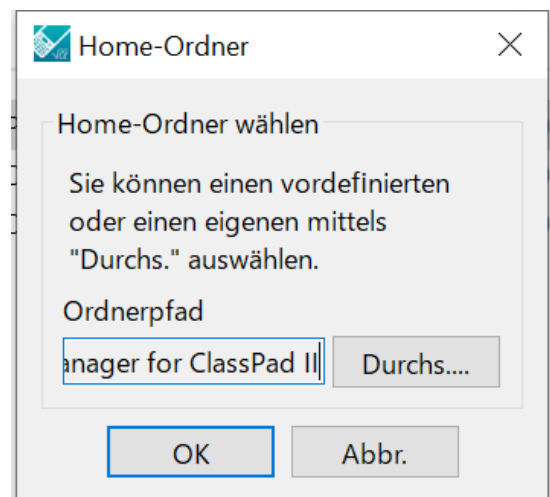 Home-Ordner
Home-Ordner wählen
Sie können einen vordefinierten
oder einen eigenen mittels
"Durchs." auswählen.
Ordnerpfad
anager for ClassPad II
Durchs....
OK
Abbr.